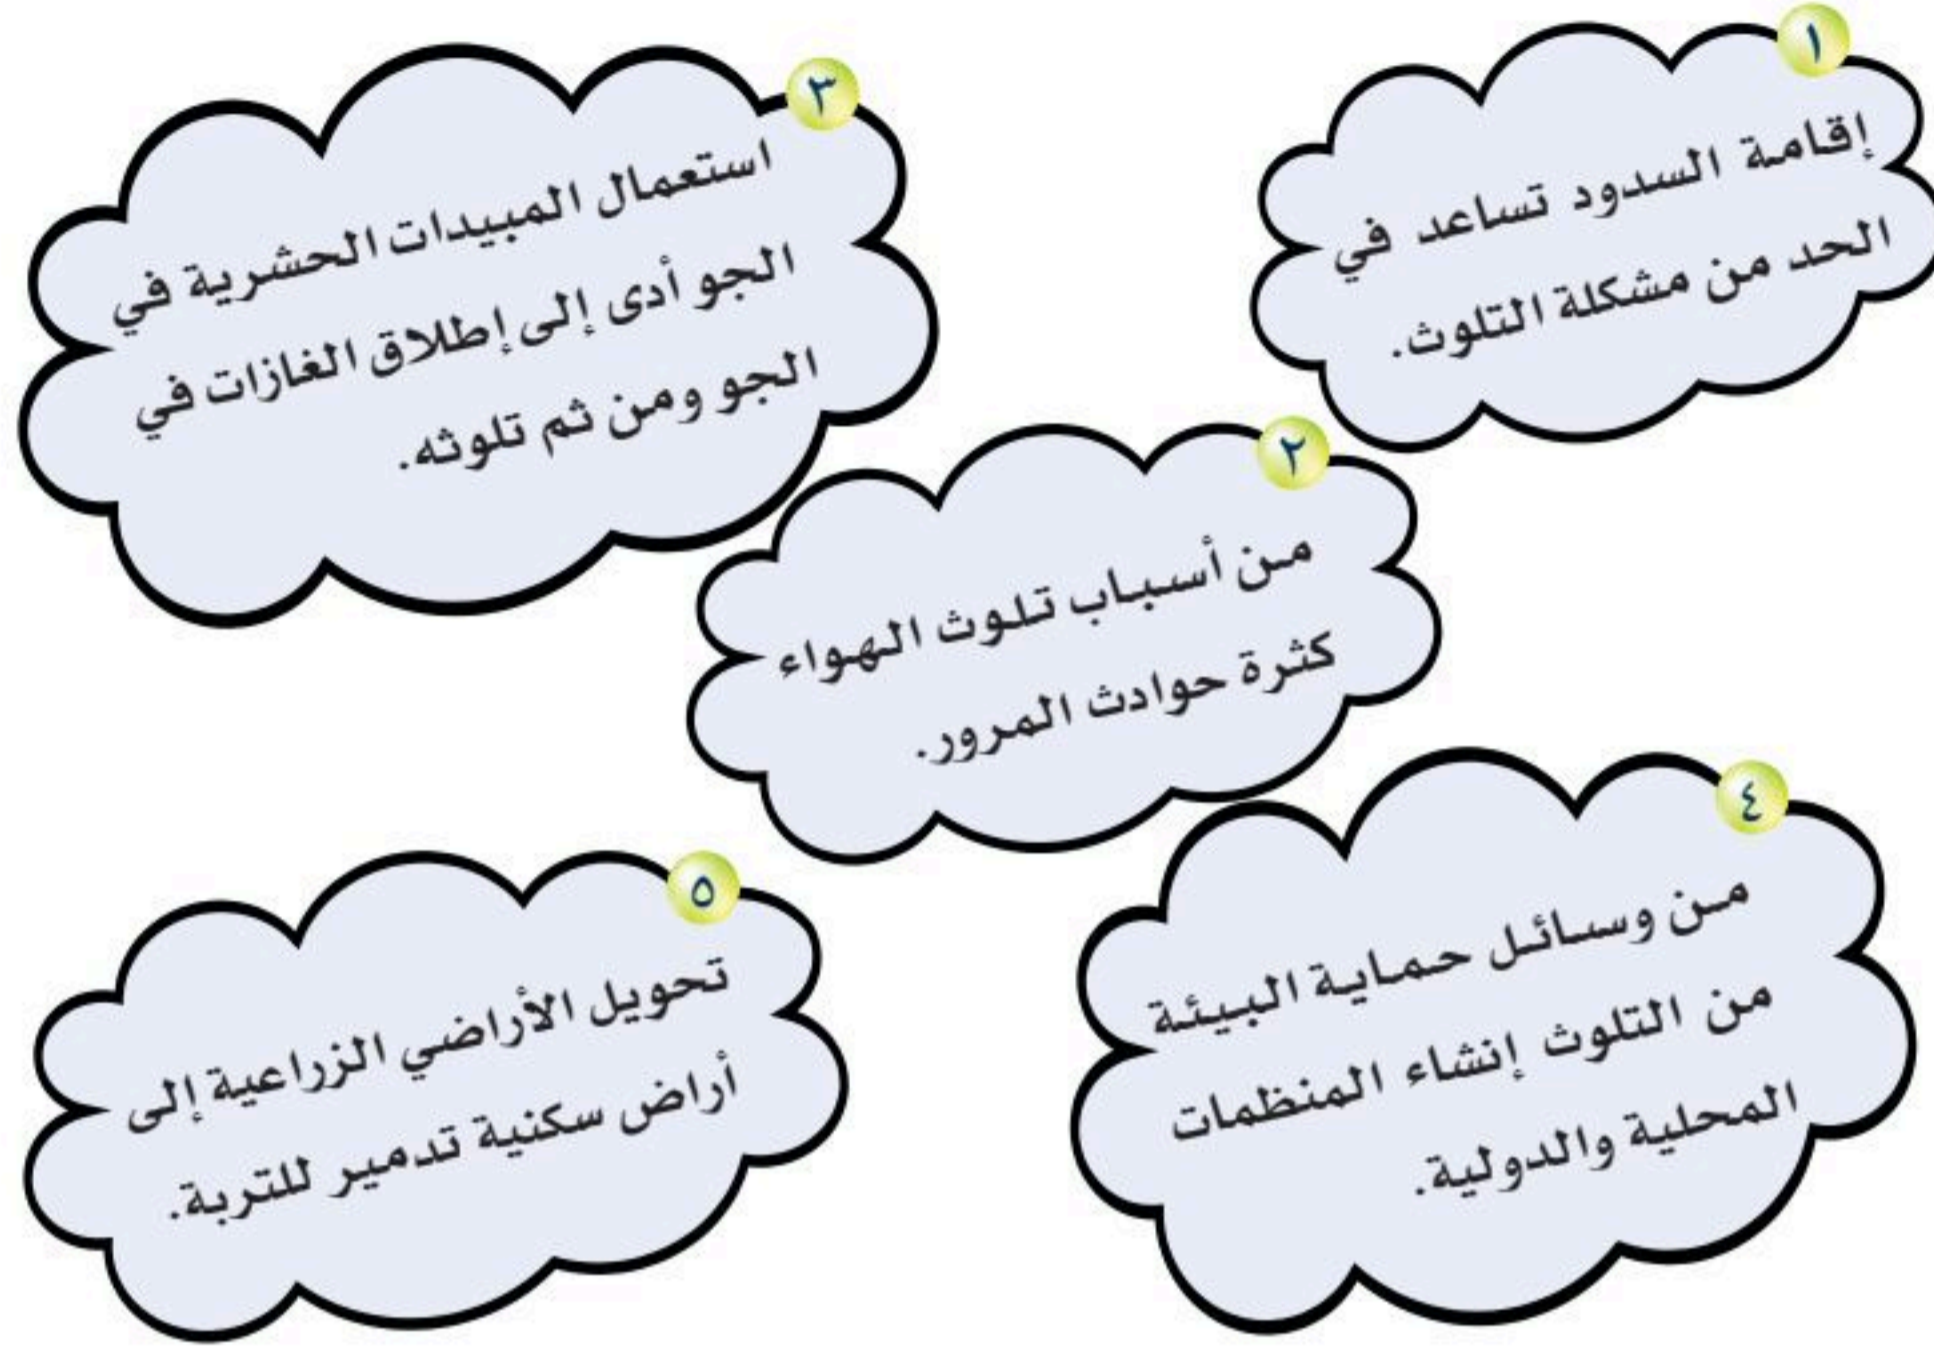 ١
إقامة السدود تساعد في
الحد من مشكلة التلوث.
٢
من أسباب تلوث الهواء
كثرة حوادث المرور.
٣
استعمال المبيدات الحشرية في
الجو أدى إلى إطلاق الغازات في
الجو ومن ثم تلوثه.
٤
من وسائل حماية البيئة
من التلوث إنشاء المنظمات
المحلية والدولية.
٥
تحويل الأراضي الزراعية إلى
أراض سكنية تدمير للتربة.